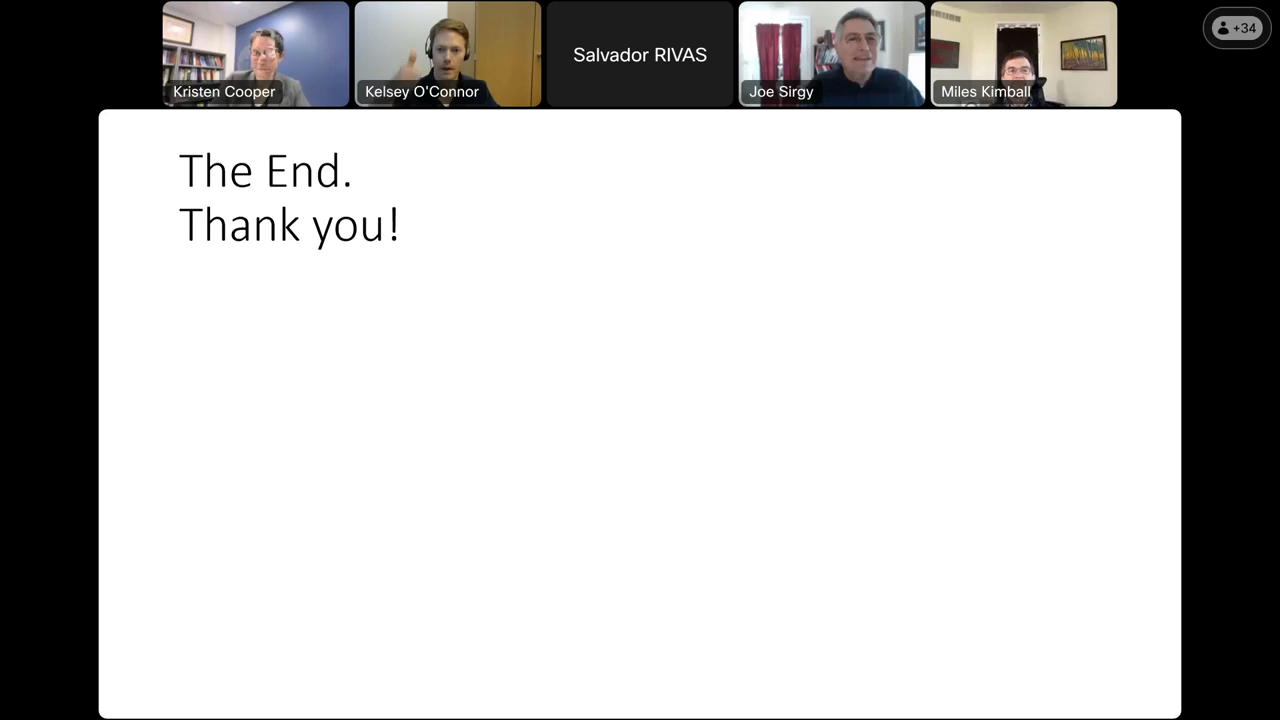 Kristen Cooper
Kelsey O'Connor
Salvador RIVAS
Joe Sirgy
Miles Kimball
+34
The End.
Thank you!